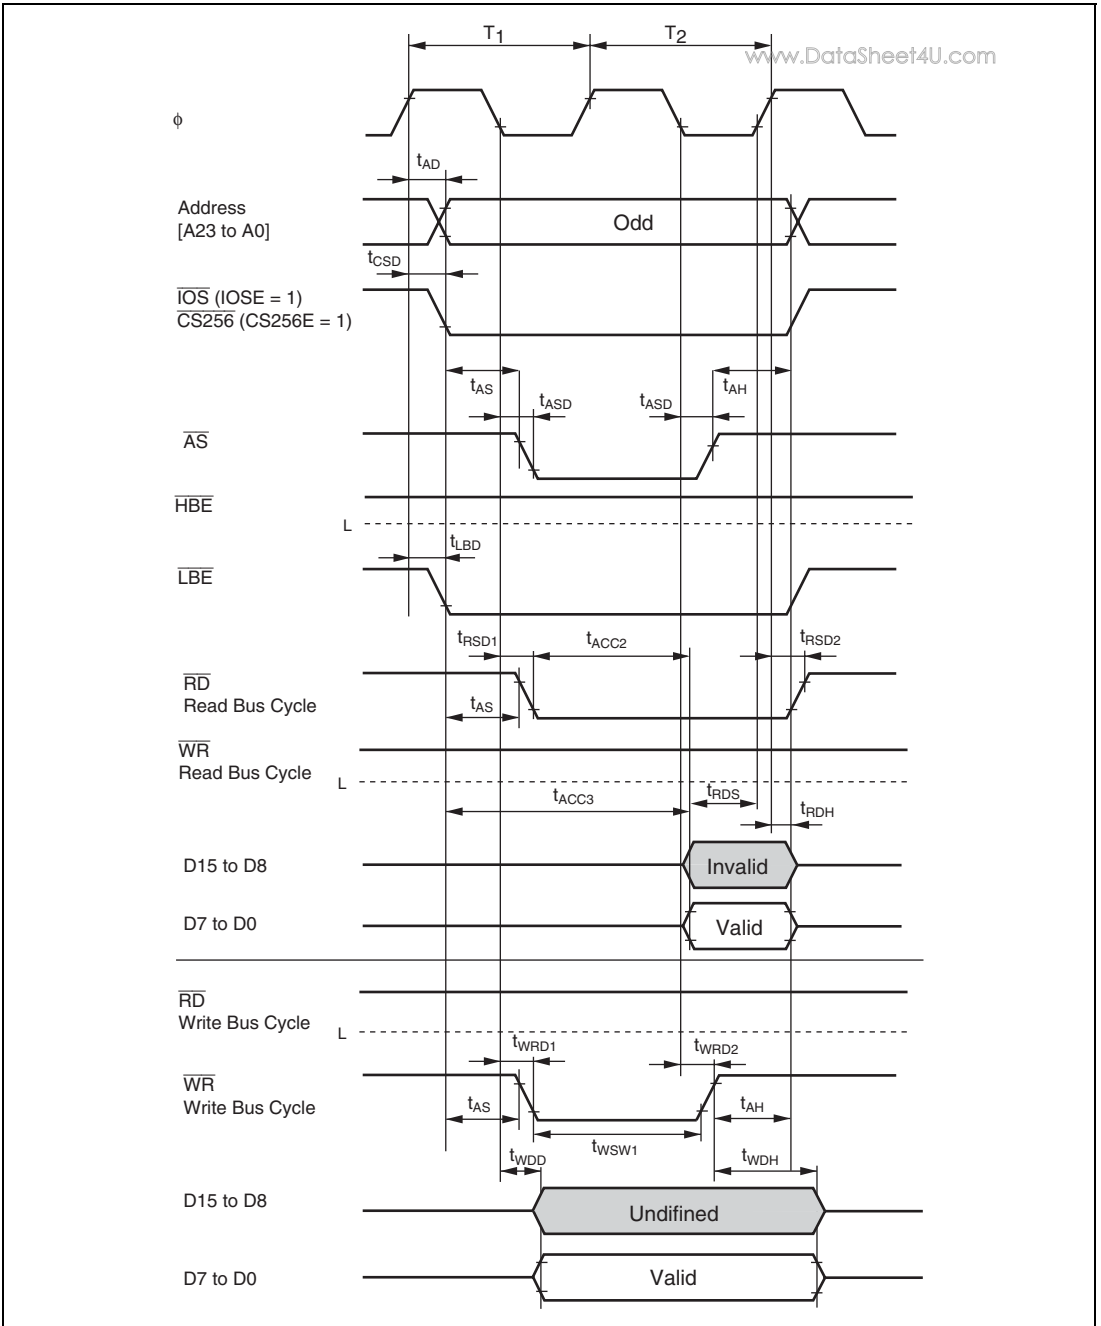 T1 T2
www.DataSheet4U.com
ϕ
tAD
Address
[A23 to A0]
Odd
tCSD
IOS (IOSE = 1)
CS256 (CS256E = 1)
tAS tAH
tASD tASD
AS
HBE
L
tLBD
LBE
tRSD1 tACC2 tRSD2
RD
Read Bus Cycle
tAS
WR
Read Bus Cycle
L
tACC3 tRDS
tRDH
D15 to D8
Invalid
D7 to D0
Valid
RD
Write Bus Cycle
L
tWRD1 tWRD2
WR
Write Bus Cycle
tAS tAH
tWSW1
tWDD tWDH
D15 to D8
Undifined
D7 to D0
Valid